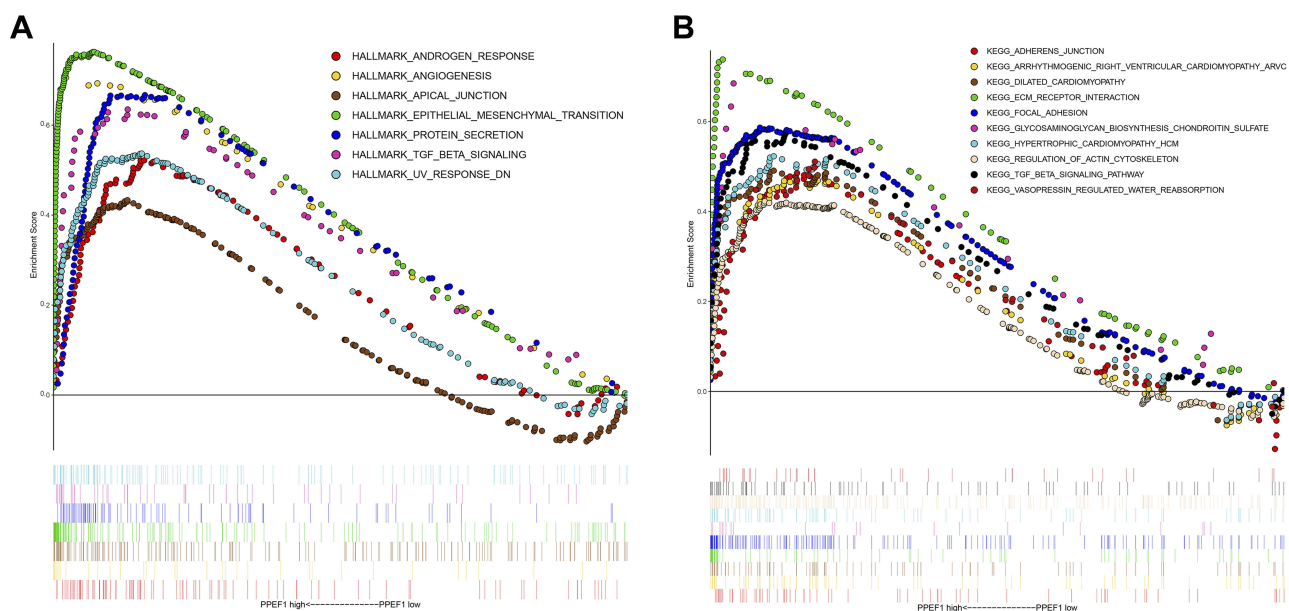 A
HALLMARK_ANDROGEN_RESPONSE
HALLMARK_ANGIOGENESIS
HALLMARK_APICAL_JUNCTION
HALLMARK_EPITHELIAL_MESENCHYMAL_TRANSITION
HALLMARK_PROTEIN_SECRETION
HALLMARK_TGF_BETA_SIGNALING
HALLMARK_UV_RESPONSE_DN
Enrichment Score
0.6
0.4
0.2
0.0
PPEF1 high<---------------PPEF1 low
B
KEGG_ADHERENS_JUNCTION
KEGG_ARRHYTHMOGENIC_RIGHT_VENTRICULAR_CARDIOMYOPATHY_ARVC
KEGG_DILATED_CARDIOMYOPATHY
KEGG_ECM_RECEPTOR_INTERACTION
KEGG_FOCAL_ADHESION
KEGG_GLYCOSAMINOGLYCAN_BIOSYNTHESIS_CHONDROITIN_SULFATE
KEGG_HYPERTROPHIC_CARDIOMYOPATHY_HCM
KEGG_REGULATION_OF_ACTIN_CYTOSKELETON
KEGG_TGF_BETA_SIGNALING_PATHWAY
KEGG_VASOPRESSIN_REGULATED_WATER_REABSORPTION
Enrichment Score
0.6
0.4
0.2
0.0
PPEF1 high<---------------PPEF1 low